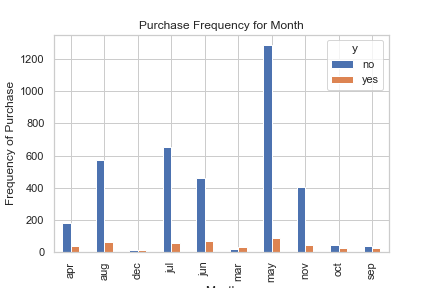 Purchase Frequency for Month
y
no
yes
Frequency of Purchase
1200
1000
800
600
400
200
0
apr
aug
dec
jul
jun
mar
may
nov
oct
sep